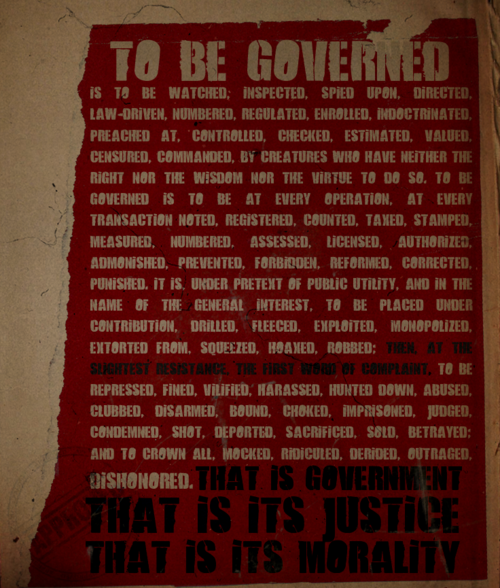 TO BE GOVERNED
IS TO BE WATCHED, INSPECTED, SPIED UPON, DIRECTED,
LAW-DRIVEN, NUMBERED, REGULATED, ENROLLED, INDOCTRINATED,
PREACHED AT, CONTROLLED, CHECKED, ESTIMATED, VALUED,
CENSURED, COMMANDED, BY CREATURES WHO HAVE NEITHER THE
RIGHT NOR THE WISDOM NOR THE VIRTUE TO DO SO. TO BE
GOVERNED IS TO BE AT EVERY OPERATION, AT EVERY
TRANSACTION NOTED, REGISTERED, COUNTED, TAXED, STAMPED,
MEASURED, NUMBERED, ASSESSED, LICENSED, AUTHORIZED,
ADMONISHED, PREVENTED, FORBIDDEN, REFORMED, CORRECTED,
PUNISHED. IT IS, UNDER PRETEXT OF PUBLIC UTILITY, AND IN THE
NAME OF THE GENERAL INTEREST, TO BE PLACED UNDER
CONTRIBUTION, DRILLED, FLEECED, EXPLOITED, MONOPOLIZED,
EXTORTED FROM, SQUEEZED, HOAXED, ROBBED; THEN, AT THE
SLIGHTEST RESISTANCE, THE FIRST WORD OF COMPLAINT, TO BE
REPRESSED, FINED, VILIFIED, HARASSED, HUNTED DOWN, ABUSED,
CLUBBED, DISARMED, BOUND, CHOKED, IMPRISONED, JUDGED,
CONDEMNED, SHOT, DEPORTED, SACRIFICED, SOLD, BETRAYED;
AND TO CROWN ALL, MOCKED, RIDICULED, DERIDED, OUTRAGED,
DISHONORED. THAT IS GOVERNMENT
THAT IS ITS JUSTICE
THAT IS ITS MORALITY